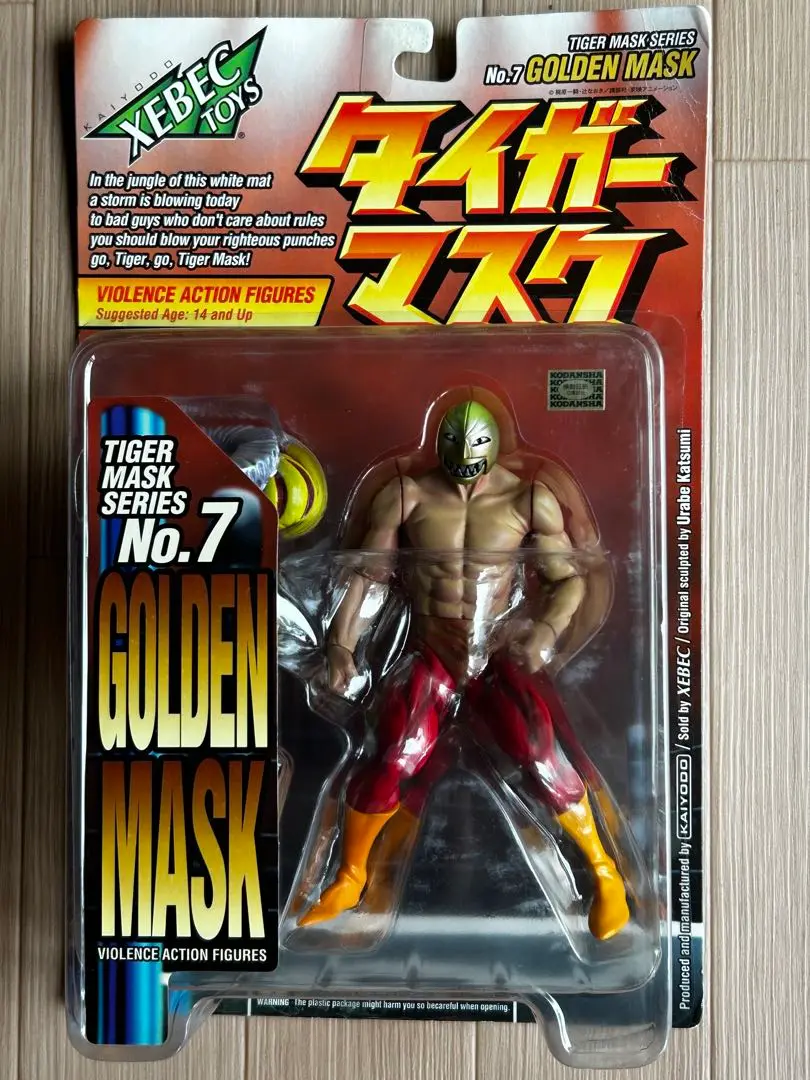 KAIYODO
XEBEC
TOYS
TIGER MASK SERIES
No.7 GOLDEN MASK
タイガー
マスク
In the jungle of this white mat
a storm is blowing today
to bad guys who don't care about rules
you should blow your righteous punches
go, Tiger, go, Tiger Mask!
VIOLENCE ACTION FIGURES
Suggested Age: 14 and Up
KODANSHA
KODANSHA
TIGER
MASK
SERIES
No.7
GOLDEN
MASK
VIOLENCE ACTION FIGURES
Produced and manufactured by KAIYODO / Sold by XEBEC / Original sculpted by Urabe Katsumi
WARNING The plastic package might harm you so becareful when opening.